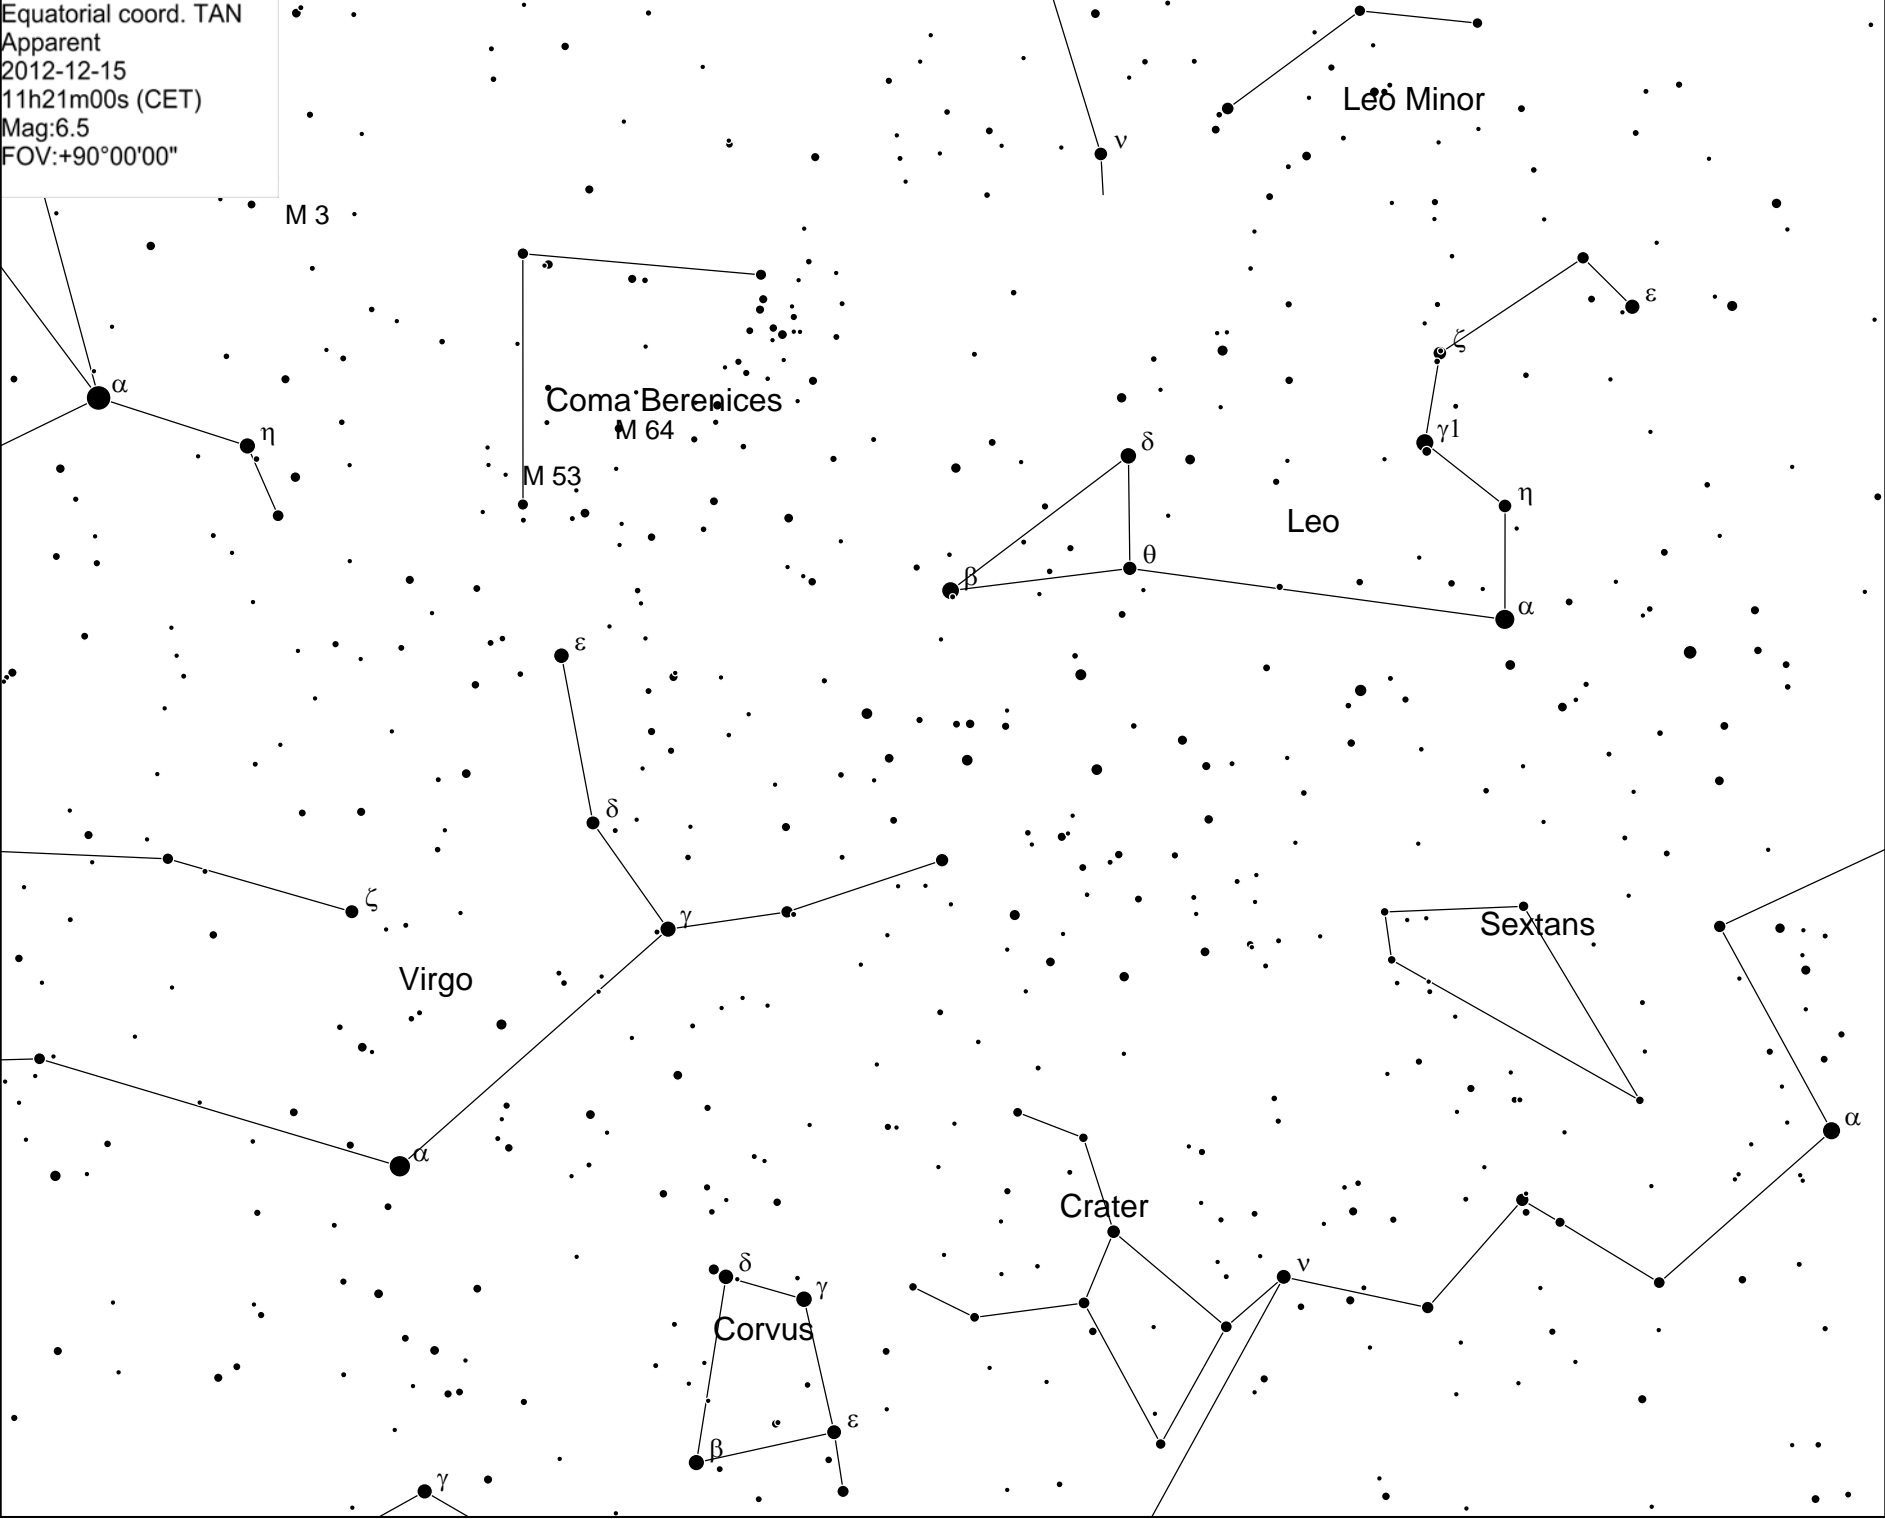 Equatorial coord. TAN
Apparent
2012-12-15
11h21m00s (CET)
Mag:6.5
FOV:+90°00'00"
Leo Minor
ν
M 3
ε
ζ
α
Coma Berenices
M 64
γ1
η
δ
M 53
η
Leo
θ
β
α
ε
δ
ζ
γ
Sextans
Virgo
α
α
Crater
δ
ν
γ
Corvus
ε
β
γ